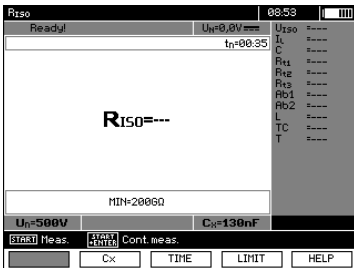 RISO 08:53
Ready! UN=0,0V
tn=00:35
RISO=---
MIN=200GΩ
UISO =---
IL =---
C =---
Rt1 =---
Rt2 =---
Rt3 =---
Ab1 =---
Ab2 =---
L =---
TC =---
T =---
Un=500V CX=130nF
START Meas. START +ENTER Cont.meas.
Cx TIME LIMIT HELP